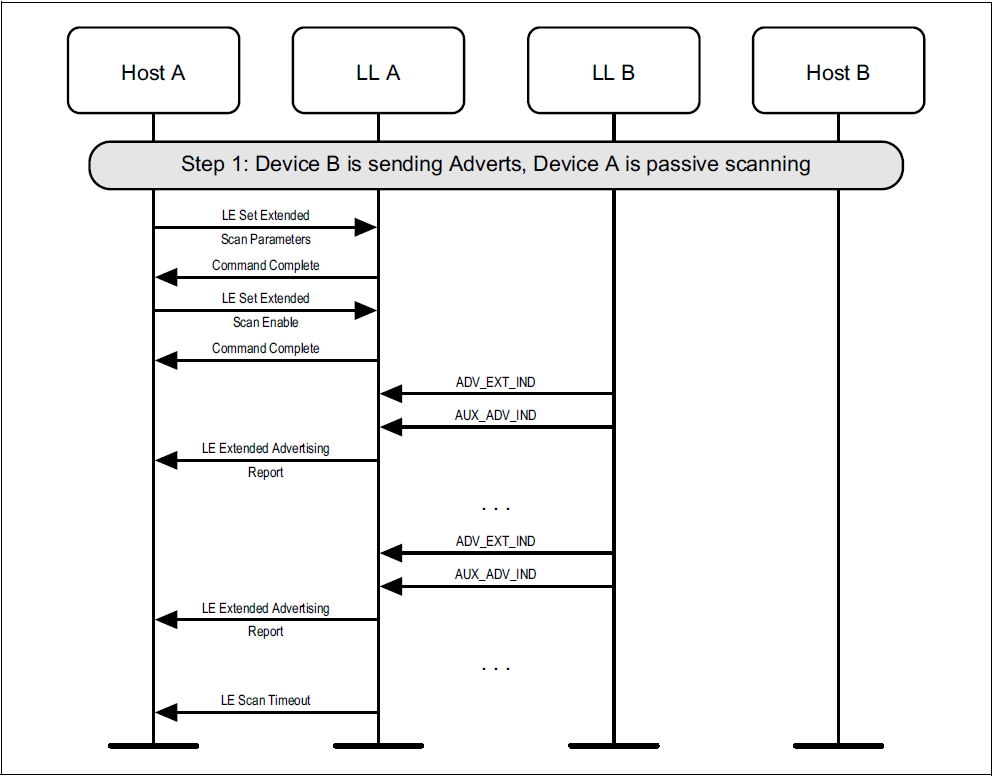 Host A
LL A
LL B
Host B
Step 1: Device B is sending Adverts, Device A is passive scanning
LE Set Extended
Scan Parameters
Command Complete
LE Set Extended
Scan Enable
Command Complete
ADV_EXT_IND
AUX_ADV_IND
LE Extended Advertising
Report
. . .
ADV_EXT_IND
AUX_ADV_IND
LE Extended Advertising
Report
. . .
LE Scan Timeout